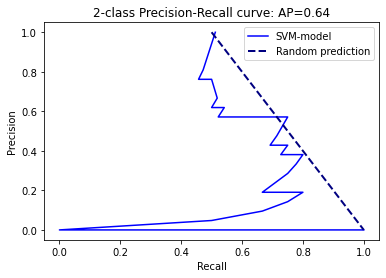 2-class Precision-Recall curve: AP=0.64
SVM-model
Random prediction
Precision
1.0
0.8
0.6
0.4
0.2
0.0
0.0 0.2 0.4 0.6 0.8 1.0
Recall